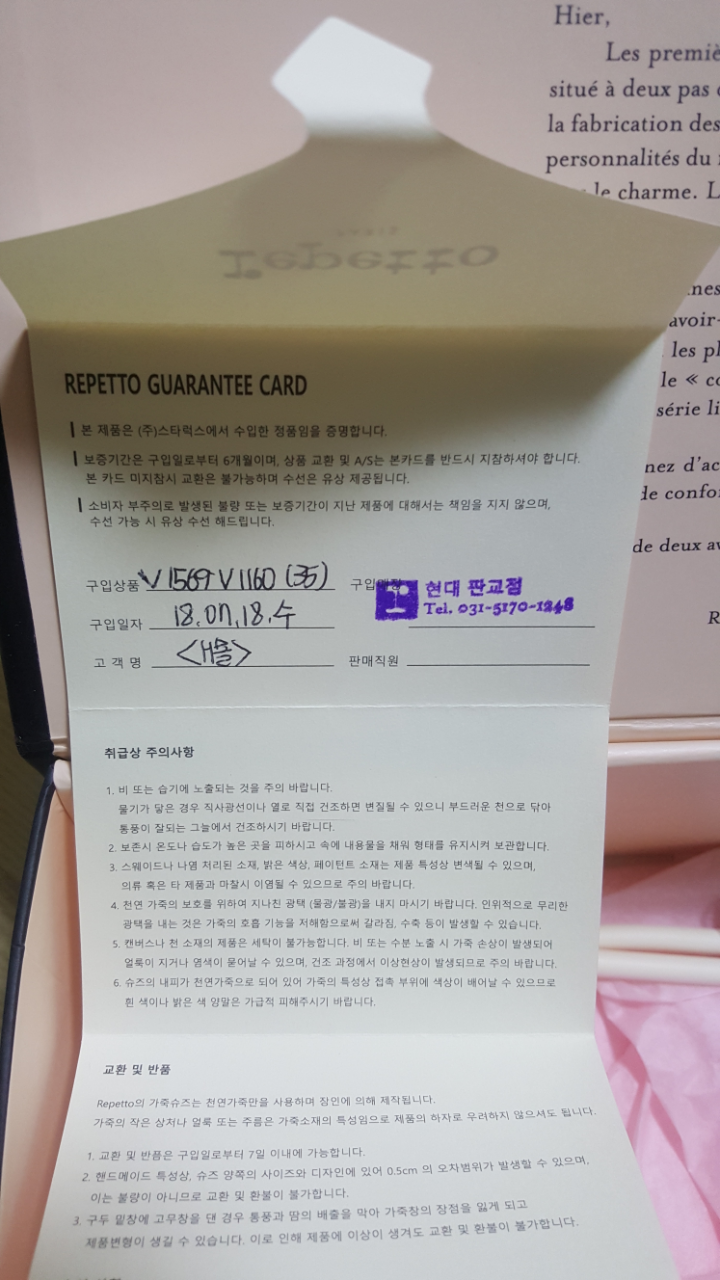 Hier,
Les premiè
situé à deux pas
la fabrication des
personnalités du
le charme. L
repetto
nes
avoir-
les pl
le « co
série li
nez d'ac
de confo
de deux av
R
REPETTO GUARANTEE CARD
본 제품은 (주)스타럭스에서 수입한 정품임을 증명합니다.
보증기간은 구입일로부터 6개월이며, 상품 교환 및 A/S는 본카드를 반드시 지참하셔야 합니다.
본 카드 미지참시 교환은 불가능하며 수선은 유상 제공됩니다.
소비자 부주의로 발생된 불량 또는 보증기간이 지난 제품에 대해서는 책임을 지지 않으며,
수선 가능 시 유상 수선 해드립니다.
구입상품 V1569 V1160 (35) 구입매장 현대 판교점
Tel. 031-5170-1248
구입일자 18.07.18.수
고 객 명 판매직원
취급상 주의사항
1. 비 또는 습기에 노출되는 것을 주의 바랍니다.
물기가 닿은 경우 직사광선이나 열로 직접 건조하면 변질될 수 있으니 부드러운 천으로 닦아
통풍이 잘되는 그늘에서 건조하시기 바랍니다.
2. 보존시 온도나 습도가 높은 곳을 피하시고 속에 내용물을 채워 형태를 유지시켜 보관합니다.
3. 스웨이드나 나염 처리된 소재, 밝은 색상, 페이턴트 소재는 제품 특성상 변색될 수 있으며,
의류 혹은 타 제품과 마찰시 이염될 수 있으므로 주의 바랍니다.
4. 천연 가죽의 보호를 위하여 지나친 광택 (물광/불광)을 내지 마시기 바랍니다. 인위적으로 무리한
광택을 내는 것은 가죽의 호흡 기능을 저해함으로써 갈라짐, 수축 등이 발생할 수 있습니다.
5. 캔버스나 천 소재의 제품은 세탁이 불가능합니다. 비 또는 수분 노출 시 가죽 손상이 발생되어
얼룩이 지거나 염색이 묻어날 수 있으며, 건조 과정에서 이상현상이 발생되므로 주의 바랍니다.
6. 슈즈의 내피가 천연가죽으로 되어 있어 가죽의 특성상 접촉 부위에 색상이 배어날 수 있으므로
흰 색이나 밝은 색 양말은 가급적 피해주시기 바랍니다.
교환 및 반품
Repetto의 가죽슈즈는 천연가죽만을 사용하며 장인에 의해 제작됩니다.
가죽의 작은 상처나 얼룩 또는 주름은 가죽소재의 특성임으로 제품의 하자로 우려하지 않으셔도 됩니다.
1. 교환 및 반품은 구입일로부터 7일 이내에 가능합니다.
2. 핸드메이드 특성상, 슈즈 양쪽의 사이즈와 디자인에 있어 0.5cm 의 오차범위가 발생할 수 있으며,
이는 불량이 아니므로 교환 및 환불이 불가합니다.
3. 구두 밑창에 고무창을 댄 경우 통풍과 땀의 배출을 막아 가죽창의 장점을 잃게 되고
제품변형이 생길 수 있습니다. 이로 인해 제품에 이상이 생겨도 교환 및 환불이 불가합니다.